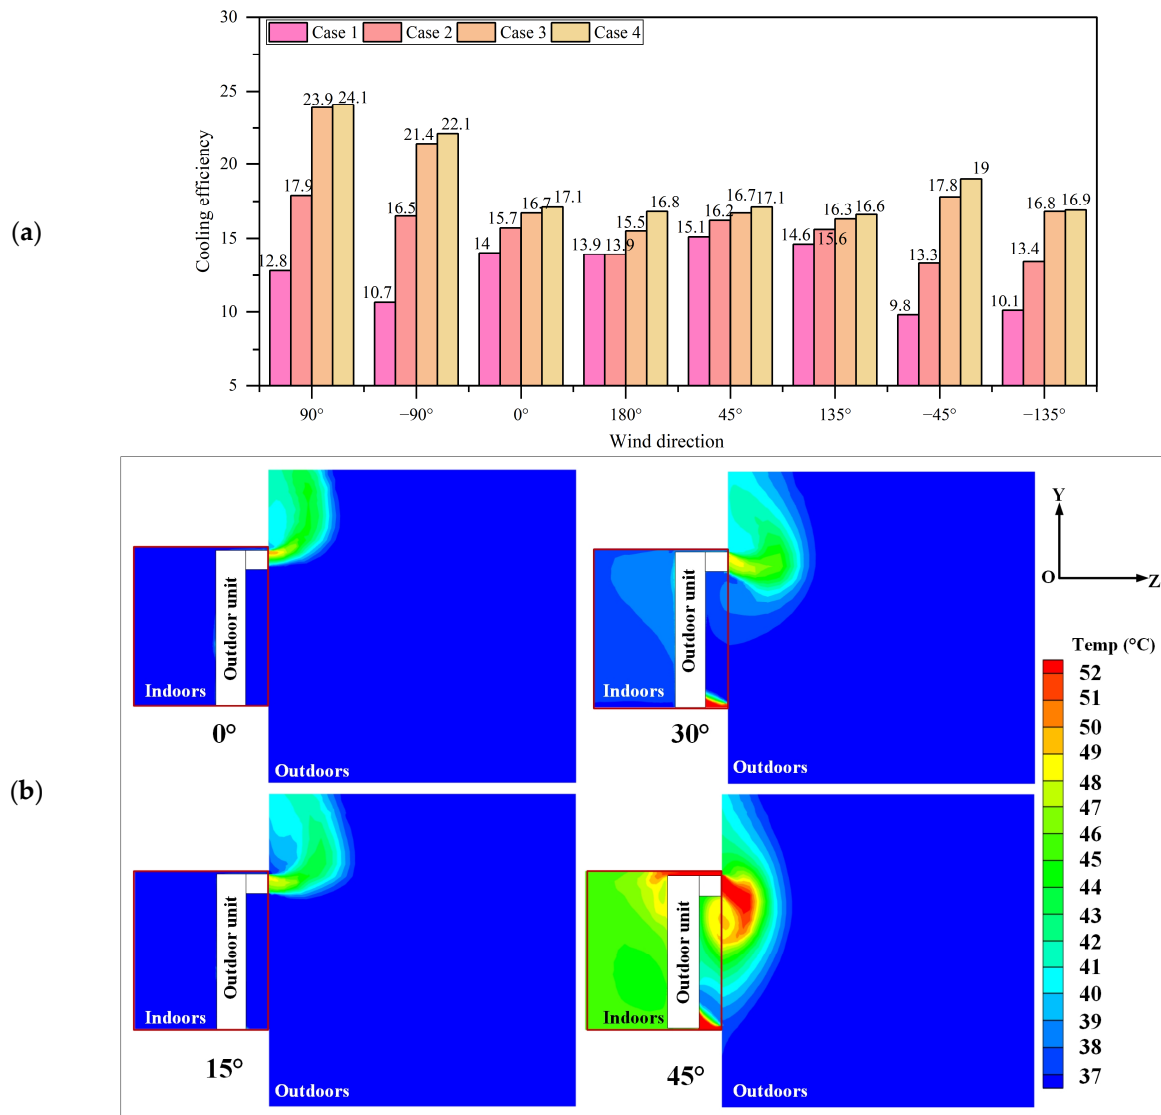 (a)
Cooling efficiency
30
25
20
15
10
5
Case 1 Case 2 Case 3 Case 4
12.8 17.9 23.9 24.1
10.7 16.5 21.4 22.1
14 15.7 16.7 17.1
13.9 13.9 15.5 16.8
15.1 16.2 16.7 17.1
14.6 15.6 16.3 16.6
9.8 13.3 17.8 19
10.1 13.4 16.8 16.9
90° −90° 0° 180° 45° 135° −45° −135°
Wind direction
(b)
Outdoor unit
Indoors
0°
Outdoors
Outdoor unit
Indoors
30°
Outdoors
Outdoor unit
Indoors
15°
Outdoors
Outdoor unit
Indoors
45°
Outdoors
Y
O
Z
Temp (°C)
52
51
50
49
48
47
46
45
44
43
42
41
40
39
38
37